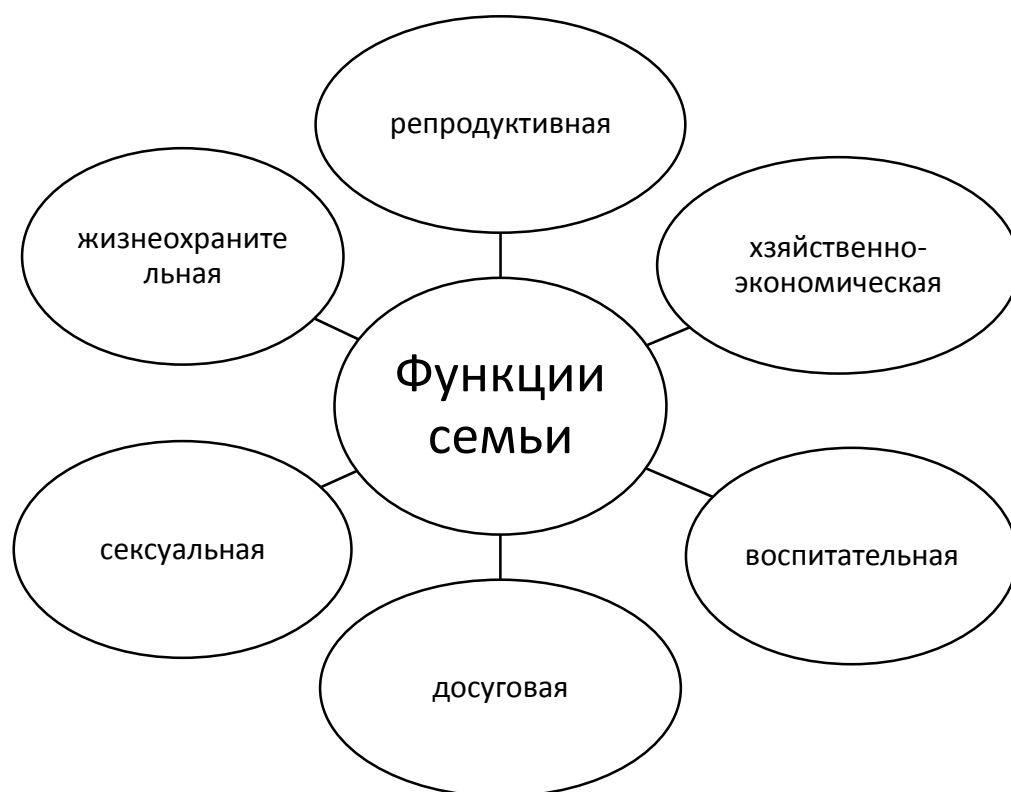 репродуктивная
жизнеохраните
льная
хзяйственно-
экономическая
Функции
семьи
сексуальная
воспитательная
досуговая